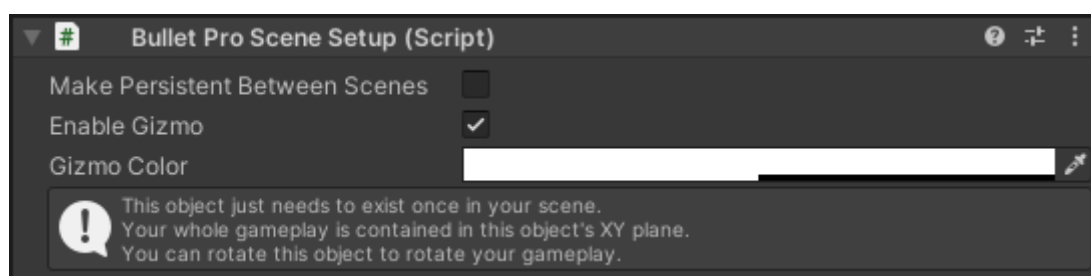 Bullet Pro Scene Setup (Script)
Make Persistent Between Scenes
Enable Gizmo
Gizmo Color
This object just needs to exist once in your scene.
Your whole gameplay is contained in this object's XY plane.
You can rotate this object to rotate your gameplay.